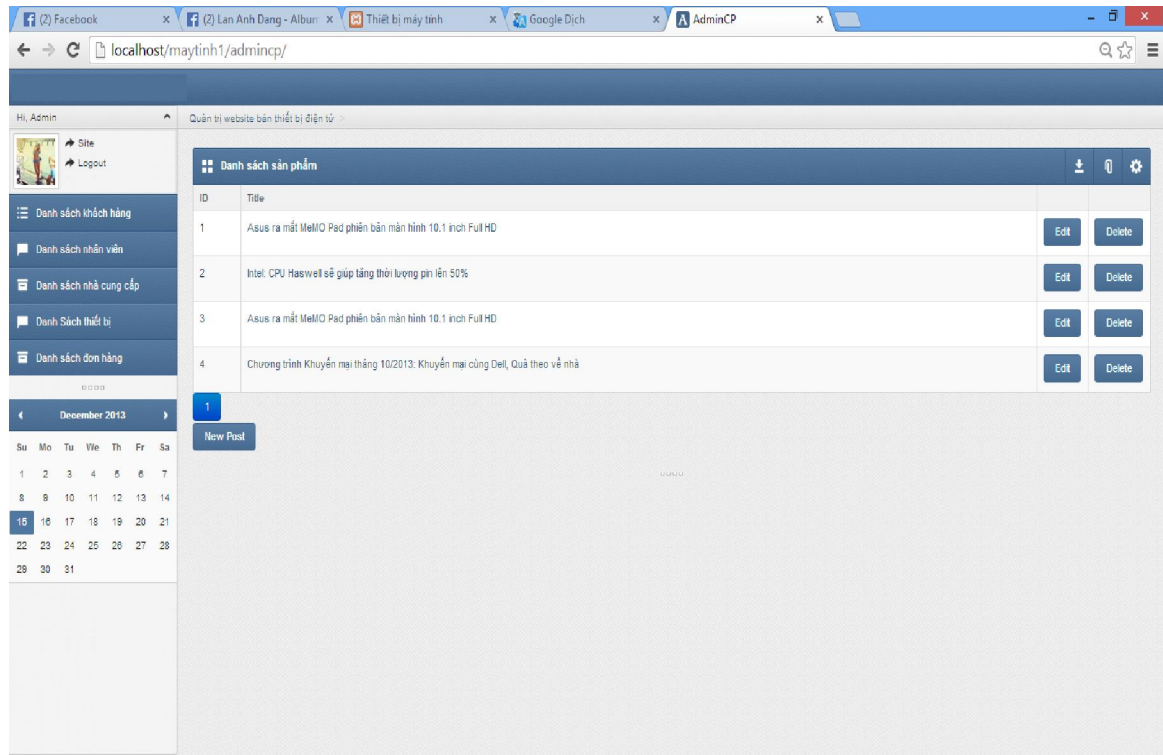 (2) Facebook
(2) Lan Anh Dang - Album
Thiết bị máy tính
Google Dịch
AdminCP
localhost/maytinh1/admincp/
Hi, Admin
Quản trị website bán thiết bị điện tử >
Site
Logout
Danh sách khách hàng
Danh sách nhân viên
Danh sách nhà cung cấp
Danh Sách thiết bị
Danh sách đơn hàng
Danh sách sản phẩm
ID Title
1 Asus ra mắt MeMO Pad phiên bản màn hình 10.1 inch Full HD Edit Delete
2 Intel: CPU Haswell sẽ giúp tăng thời lượng pin lên 50% Edit Delete
3 Asus ra mắt MeMO Pad phiên bản màn hình 10.1 inch Full HD Edit Delete
4 Chương trình Khuyến mại tháng 10/2013: Khuyến mại cùng Dell, Quà theo về nhà Edit Delete
1
New Post
December 2013
Su Mo Tu We Th Fr Sa
1 2 3 4 5 6 7
8 9 10 11 12 13 14
15 16 17 18 19 20 21
22 23 24 25 26 27 28
29 30 31